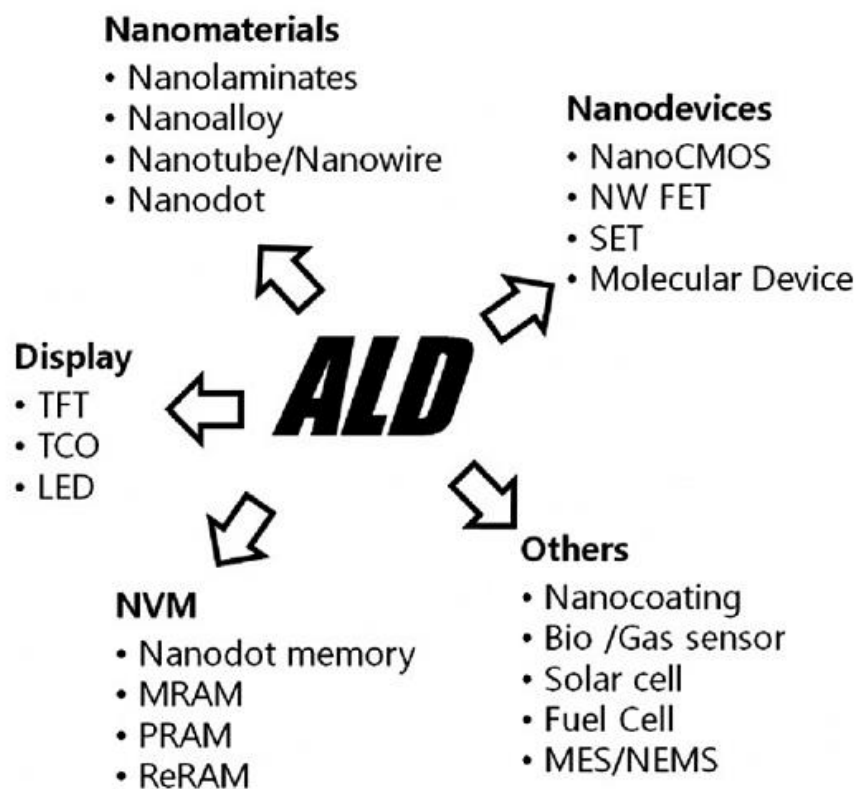 Nanomaterials
• Nanolaminates
• Nanoalloy
• Nanotube/Nanowire
• Nanodot
Nanodevices
• NanoCMOS
• NW FET
• SET
• Molecular Device
ALD
Display
• TFT
• TCO
• LED
NVM
• Nanodot memory
• MRAM
• PRAM
• ReRAM
Others
• Nanocoating
• Bio /Gas sensor
• Solar cell
• Fuel Cell
• MES/NEMS